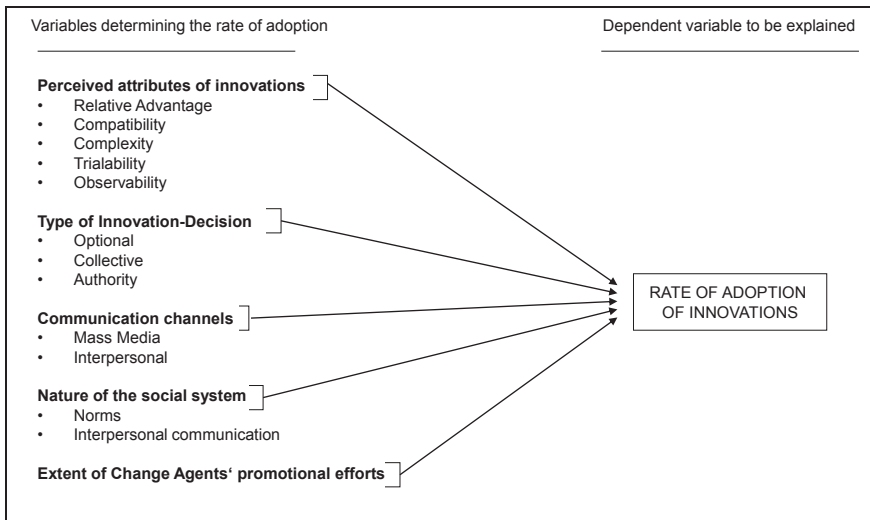 Variables determining the rate of adoption
Dependent variable to be explained
Perceived attributes of innovations
• Relative Advantage
• Compatibility
• Complexity
• Trialability
• Observability
Type of Innovation-Decision
• Optional
• Collective
• Authority
Communication channels
• Mass Media
• Interpersonal
Nature of the social system
• Norms
• Interpersonal communication
Extent of Change Agents‘ promotional efforts
RATE OF ADOPTION
OF INNOVATIONS